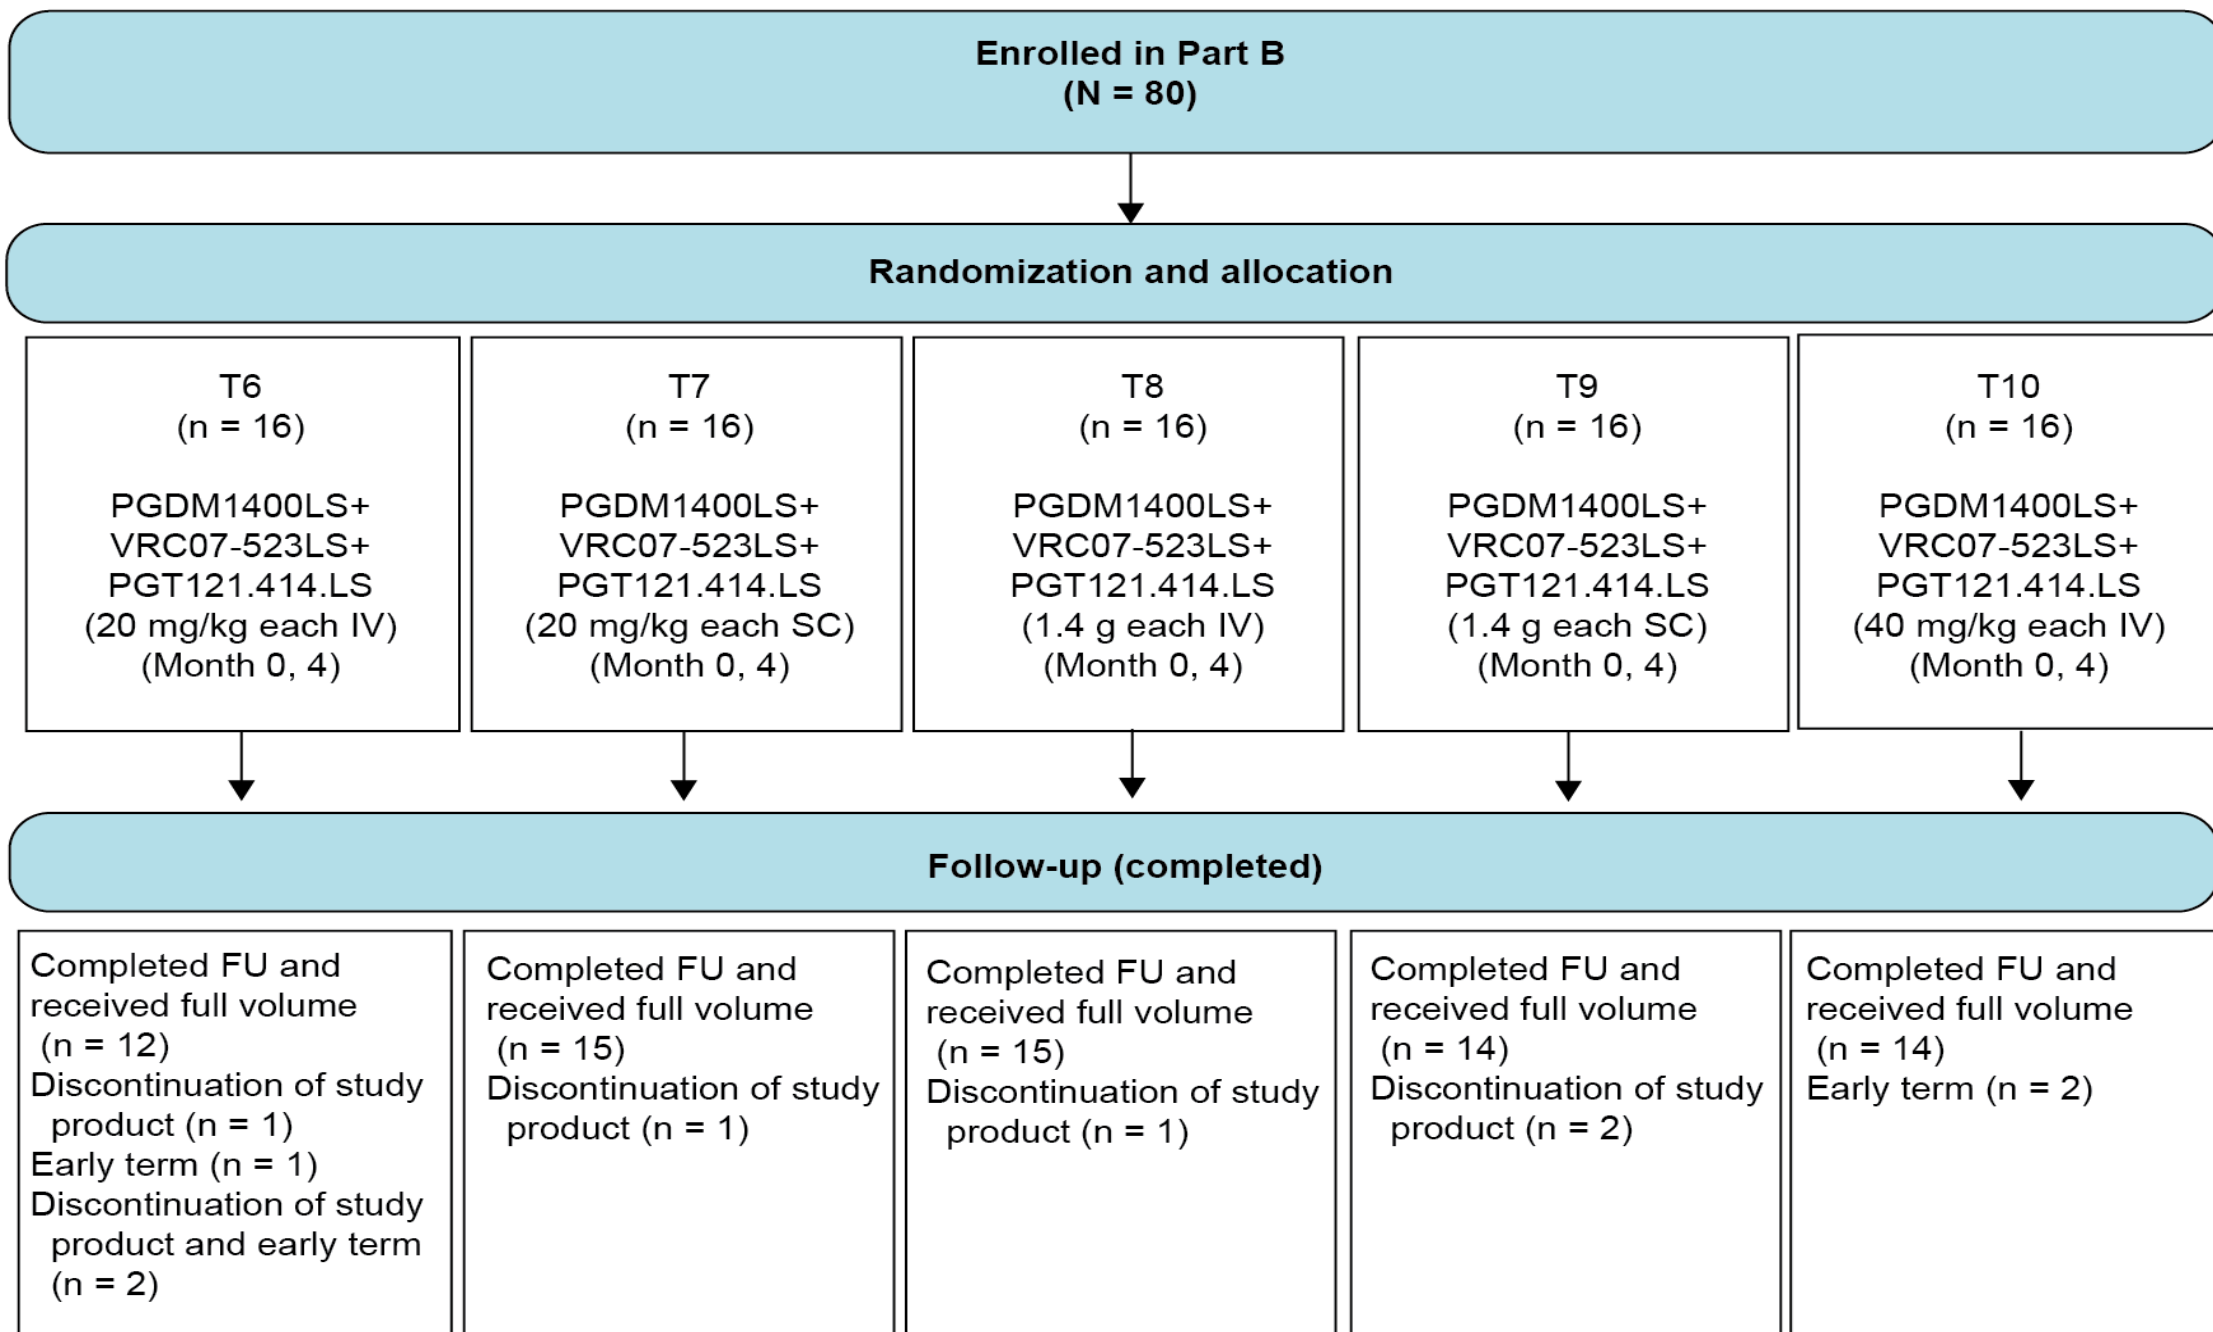 Enrolled in Part B
(N = 80)
Randomization and allocation
T6
(n = 16)
PGDM1400LS+
VRC07-523LS+
PGT121.414.LS
(20 mg/kg each IV)
(Month 0, 4)
T7
(n = 16)
PGDM1400LS+
VRC07-523LS+
PGT121.414.LS
(20 mg/kg each SC)
(Month 0, 4)
T8
(n = 16)
PGDM1400LS+
VRC07-523LS+
PGT121.414.LS
(1.4 g each IV)
(Month 0, 4)
T9
(n = 16)
PGDM1400LS+
VRC07-523LS+
PGT121.414.LS
(1.4 g each SC)
(Month 0, 4)
T10
(n = 16)
PGDM1400LS+
VRC07-523LS+
PGT121.414.LS
(40 mg/kg each IV)
(Month 0, 4)
Follow-up (completed)
Completed FU and
received full volume
(n = 12)
Discontinuation of study
product (n = 1)
Early term (n = 1)
Discontinuation of study
product and early term
(n = 2)
Completed FU and
received full volume
(n = 15)
Discontinuation of study
product (n = 1)
Completed FU and
received full volume
(n = 15)
Discontinuation of study
product (n = 1)
Completed FU and
received full volume
(n = 14)
Discontinuation of study
product (n = 2)
Completed FU and
received full volume
(n = 14)
Early term (n = 2)